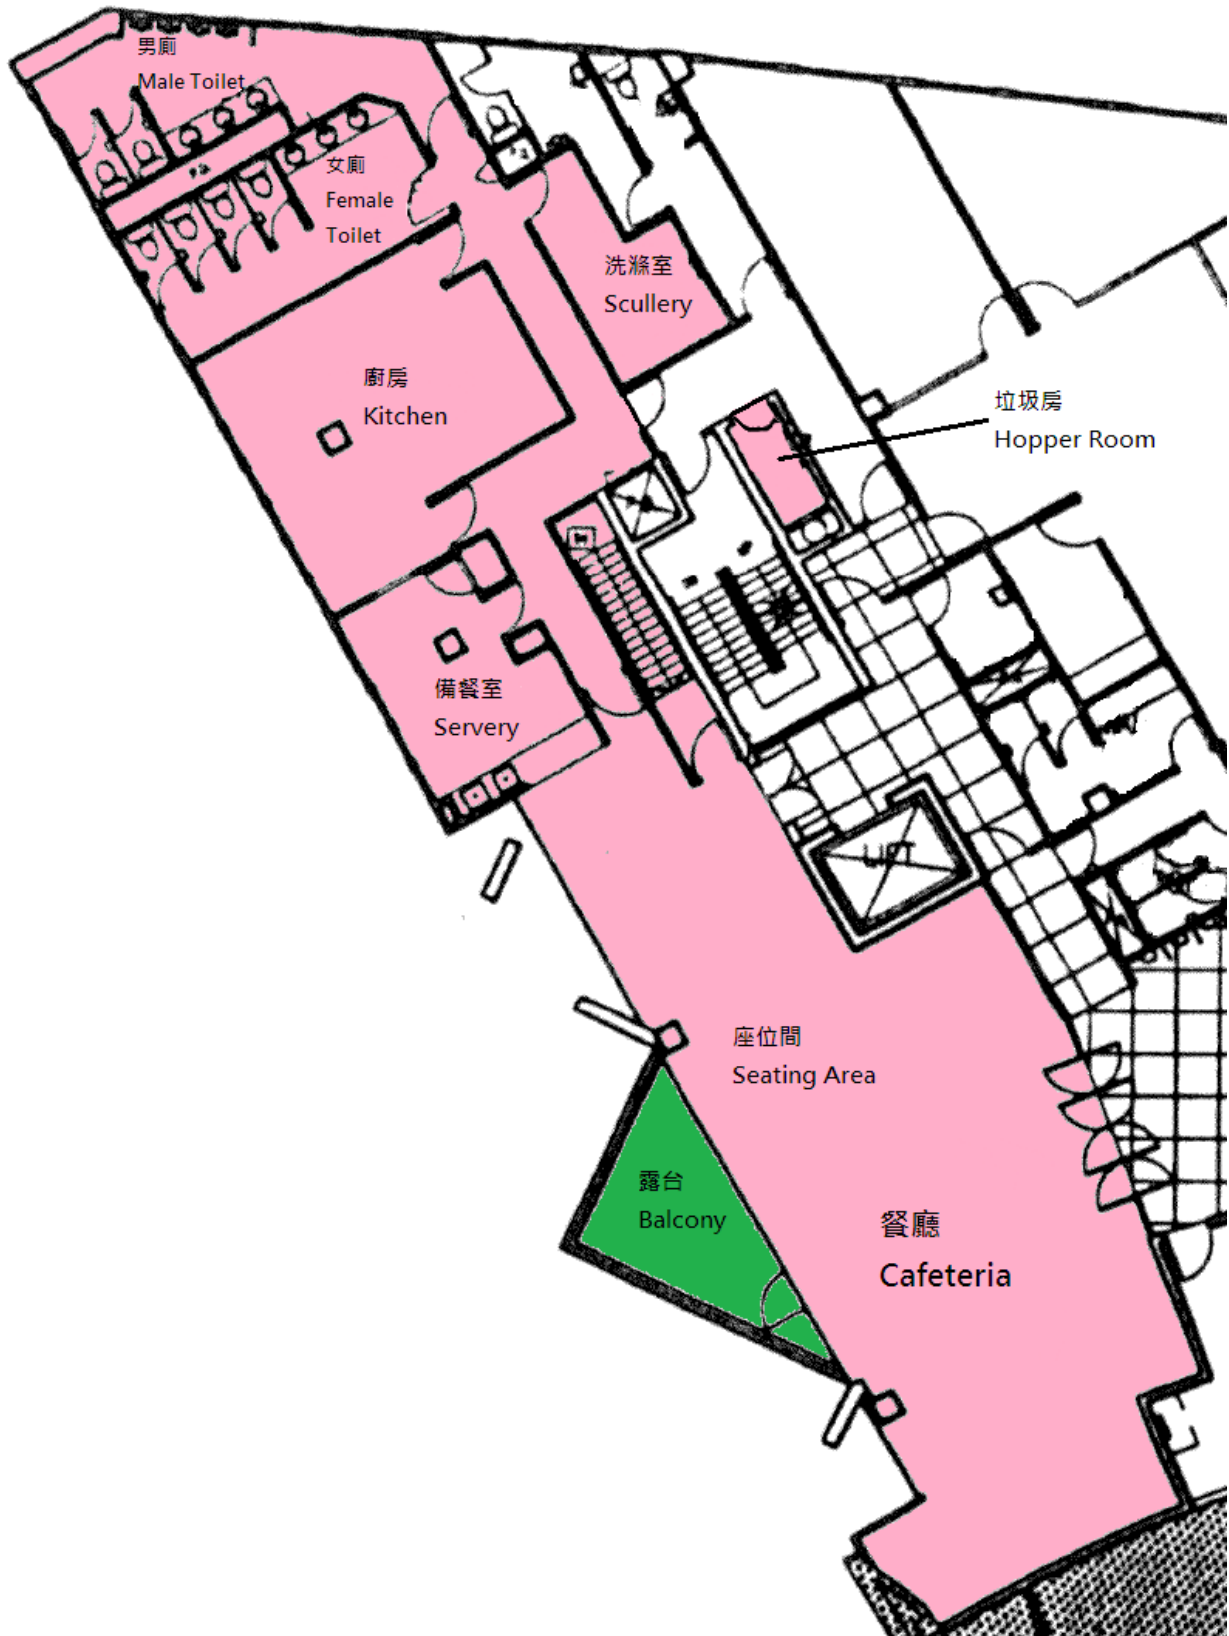 男廁
Male Toilet
女廁
Female
Toilet
洗滌室
Scullery
廚房
Kitchen
垃圾房
Hopper Room
備餐室
Servery
LIFT
座位間
Seating Area
露台
Balcony
餐廳
Cafeteria